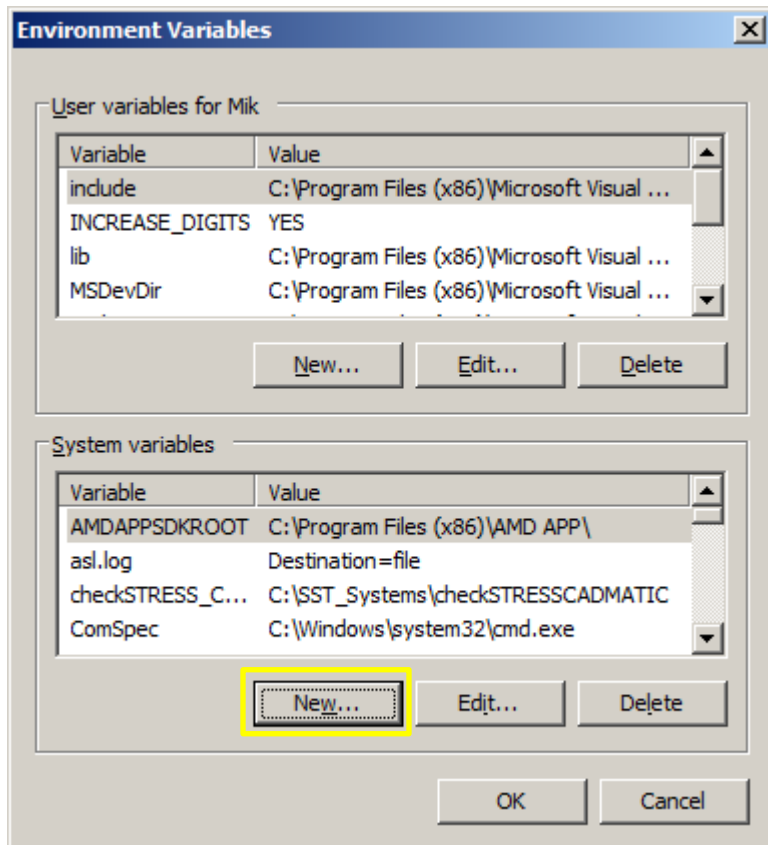 Environment Variables
User variables for Mik
Variable Value
include C:\Program Files (x86)\Microsoft Visual ...
INCREASE_DIGITS YES
lib C:\Program Files (x86)\Microsoft Visual ...
MSDevDir C:\Program Files (x86)\Microsoft Visual ...
New... Edit... Delete
System variables
Variable Value
AMDAPPSDKROOT C:\Program Files (x86)\AMD APP\
asl.log Destination=file
checkSTRESS_C... C:\SST_Systems\checkSTRESSCADMATIC
ComSpec C:\Windows\system32\cmd.exe
New... Edit... Delete
OK Cancel